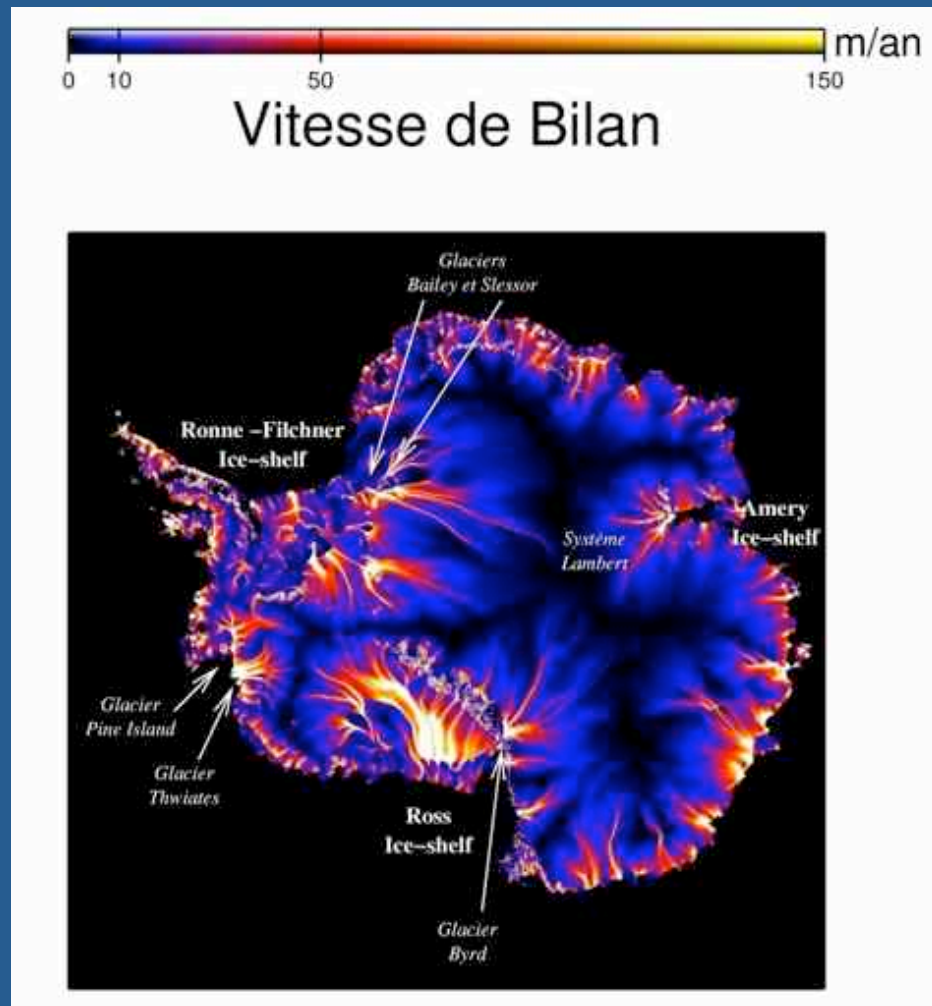 m/an
0 10 50 150
Vitesse de Bilan
Glaciers
Bailey et Slessor
Ronne –Filchner
Ice–shelf
Amery
Ice–shelf
Système
Lambert
Glacier
Pine Island
Glacier
Thwiates
Ross
Ice–shelf
Glacier
Byrd